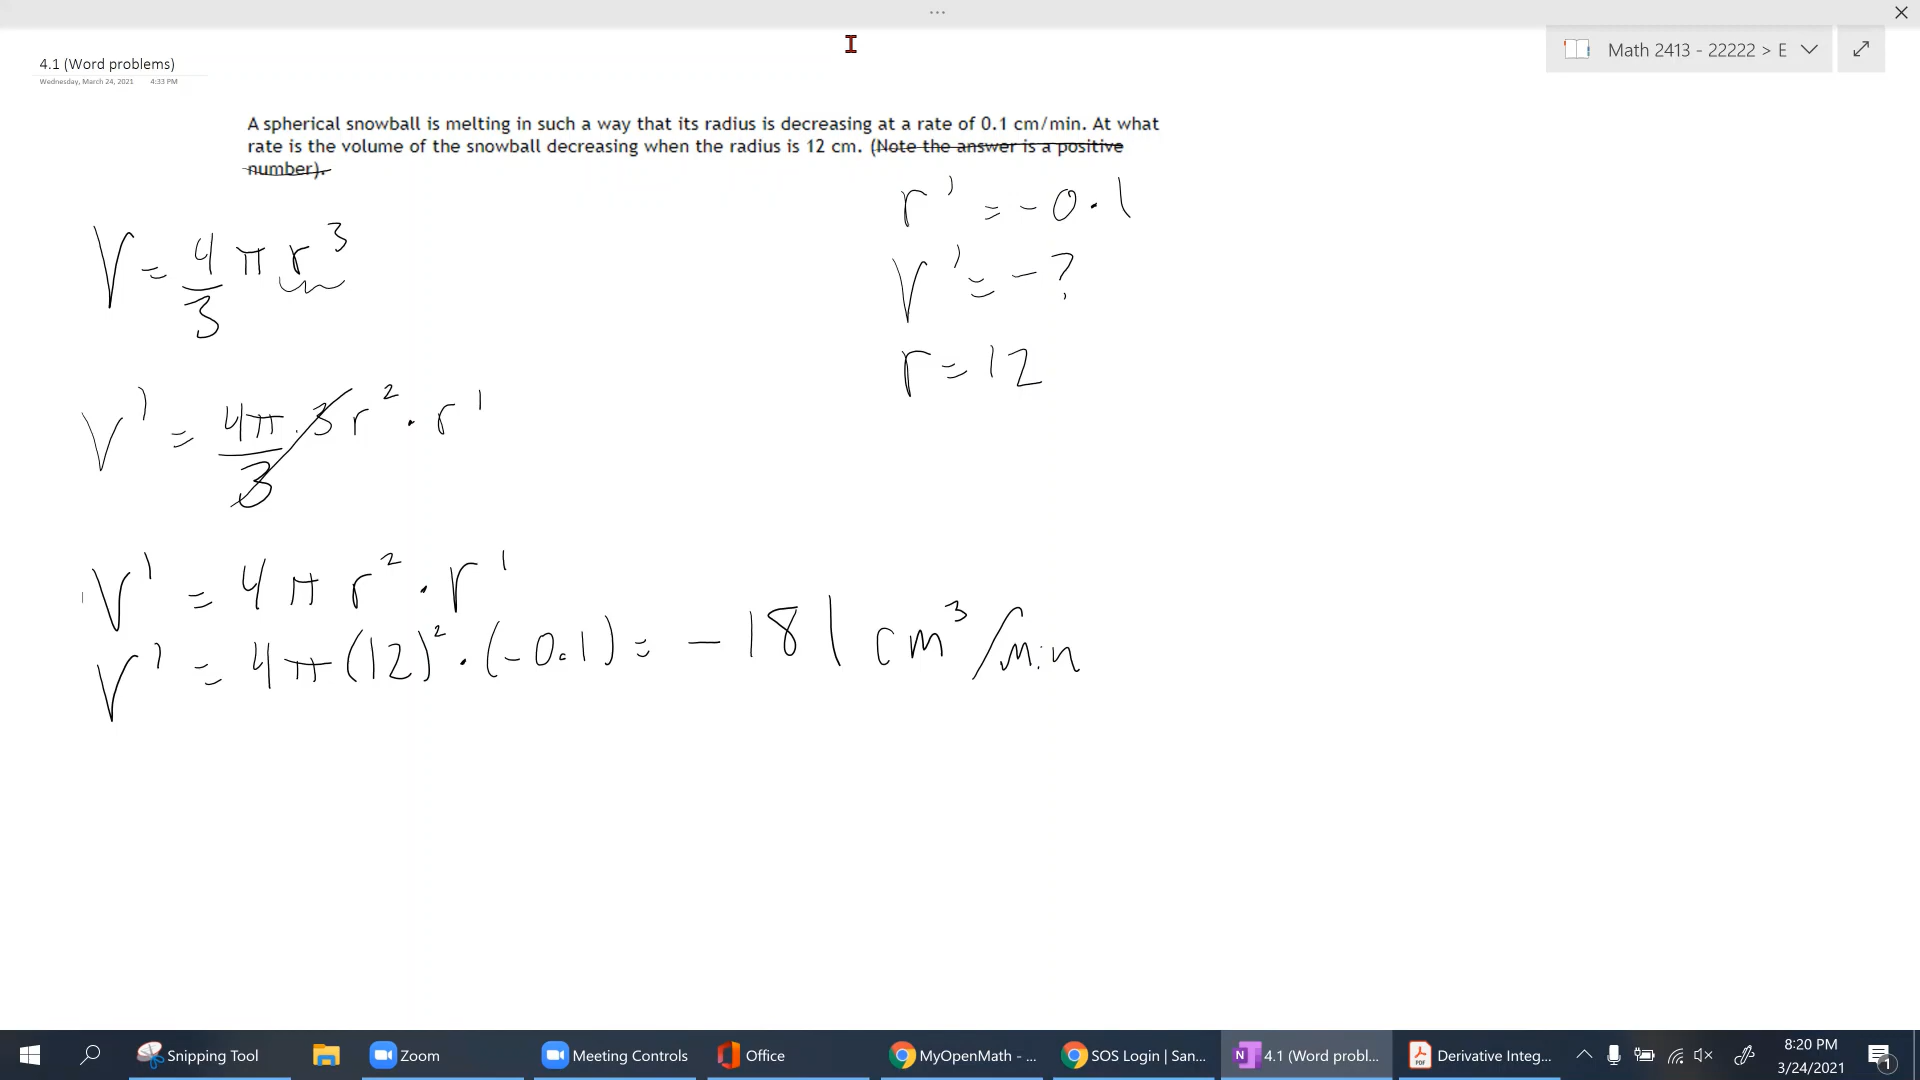 ...
Math 2413 - 22222 > E
4.1 (Word problems)
Wednesday, March 24, 2021 4:33 PM
A spherical snowball is melting in such a way that its radius is decreasing at a rate of 0.1 cm/min. At what
rate is the volume of the snowball decreasing when the radius is 12 cm. (Note the answer is a positive
number).
r' = -0.1
V' = -?
r = 12
V = 4/3 π r³
V' = 4π·3r²/3 · r'
V' = 4πr² · r'
V' = 4π(12)² · (-0.1) = -181 cm³/min
Snipping Tool
Zoom
Meeting Controls
Office
MyOpenMath - ...
SOS Login | San...
4.1 (Word probl...
Derivative Integ...
8:20 PM
3/24/2021
1